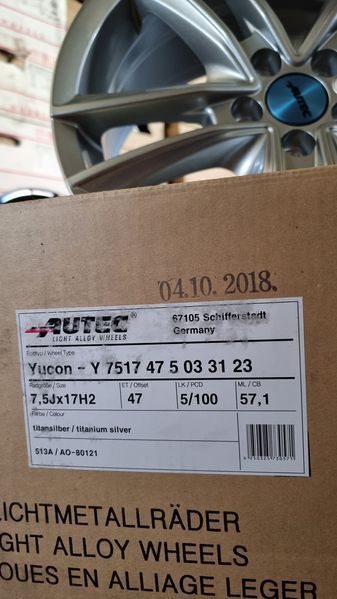 AUTEC
04.10. 2018.
AUTEC®
LIGHT ALLOY WHEELS
67105 Schifferstadt
Germany
Radtyp / Wheel Type
Yucon - Y 7517 47 5 03 31 23
Radgröße / Size
ET / Offset
LK / PCD
ML / CB
7,5Jx17H2
47
5/100
57,1
Farbe / Colour
titansilber / titanium silver
513A / AO-80121
LICHTMETALLRÄDER
GHT ALLOY WHEELS
OUES EN ALLIAGE LEGER